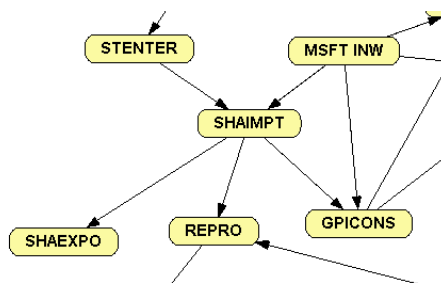 STENTER
MSFT INW
SHAIMPT
SHAEXPO
REPRO
GPICONS